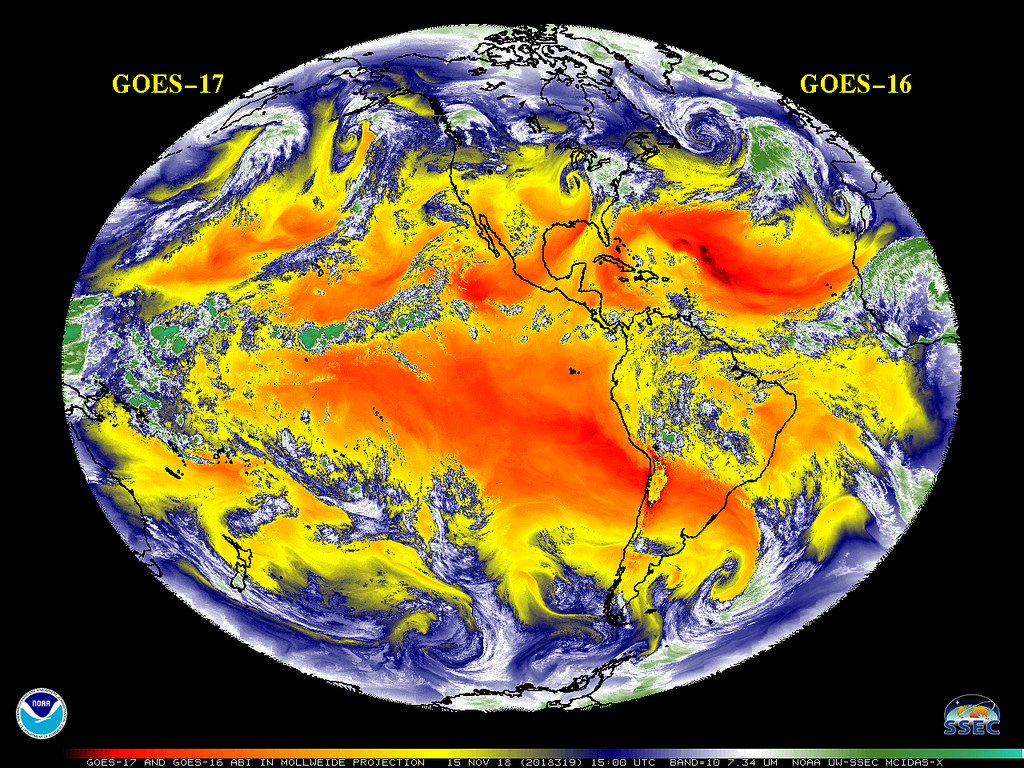 GOES-17 GOES-16
NOAA
SSEC
GOES-17 AND GOES-16 ABI IN MOLLWEIDE PROJECTION 15 NOV 18 (2018319) 15:00 UTC BAND=10 7.34 UM NOAA UW-SSEC MCIDAS-X